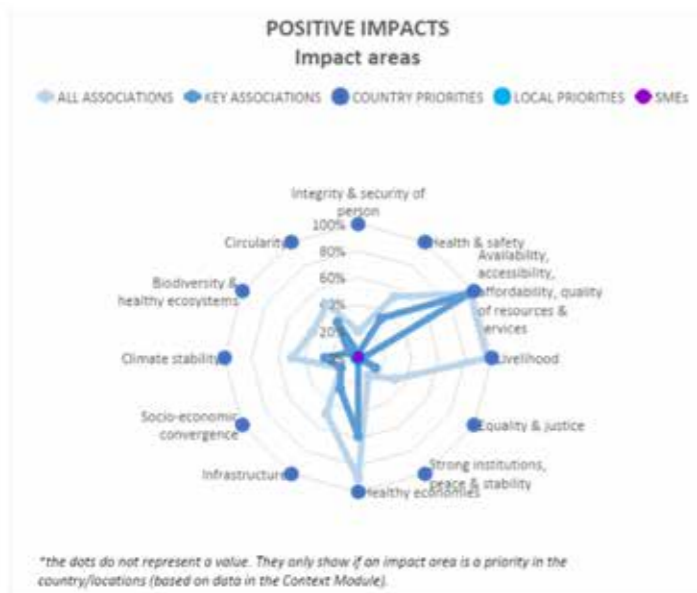 POSITIVE IMPACTS
Impact areas
ALL ASSOCIATIONS KEY ASSOCIATIONS COUNTRY PRIORITIES LOCAL PRIORITIES SMEs
Integrity & security of
person
100%
80%
60%
40%
20%
Health & safety
Availability,
accessibility,
affordability, quality
of resources &
services
Livelihood
Equality & justice
Strong institutions,
peace & stability
Healthy economies
Infrastructure
Socio-economic
convergence
Climate stability
Biodiversity &
healthy ecosystems
Circularity
*the dots do not represent a value. They only show if an impact area is a priority in the
country/locations (based on data in the Context Module).